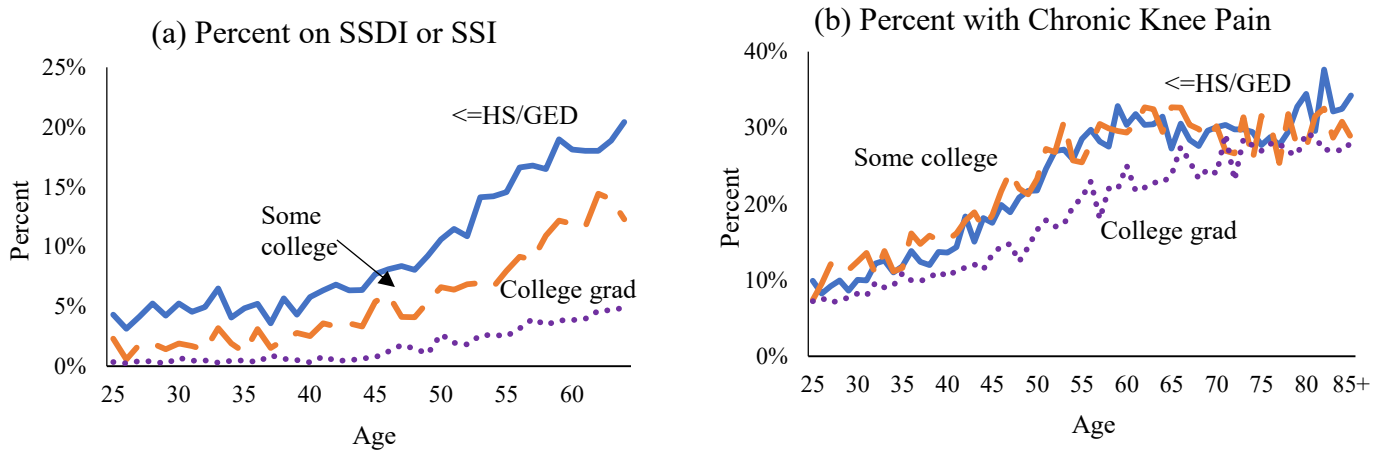 (a) Percent on SSDI or SSI
25%
20%
15%
10%
5%
0%
Percent
<=HS/GED
Some
college
College grad
25 30 35 40 45 50 55 60
Age
(b) Percent with Chronic Knee Pain
40%
30%
20%
10%
0%
Percent
<=HS/GED
Some college
College grad
25 30 35 40 45 50 55 60 65 70 75 80 85+
Age